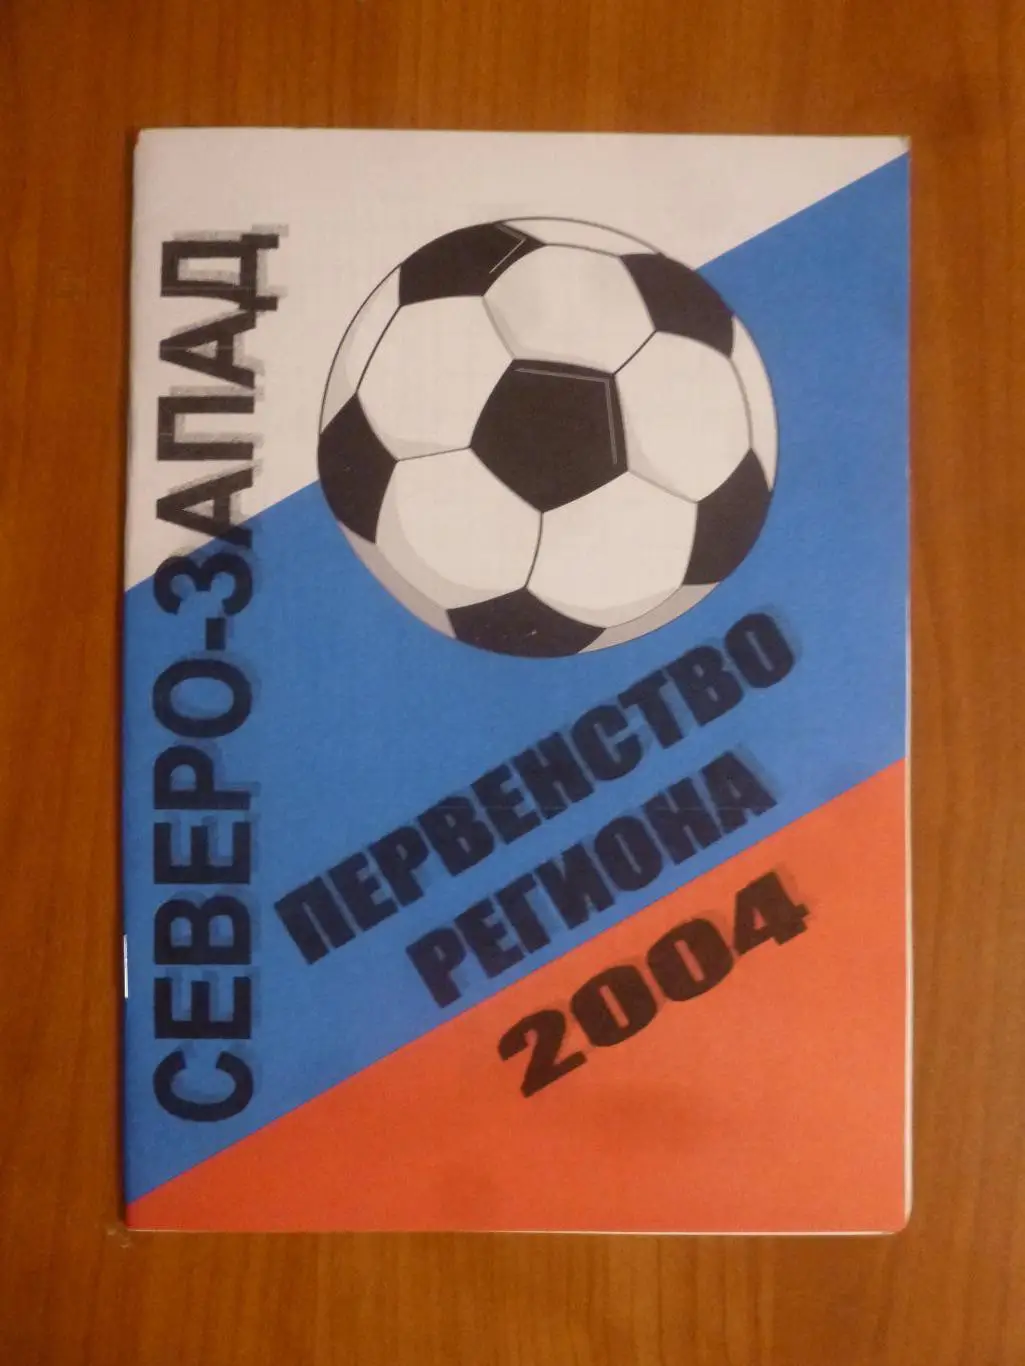 СЕВЕРО-ЗАПАД
ПЕРВЕНСТВО
РЕГИОНА
2004